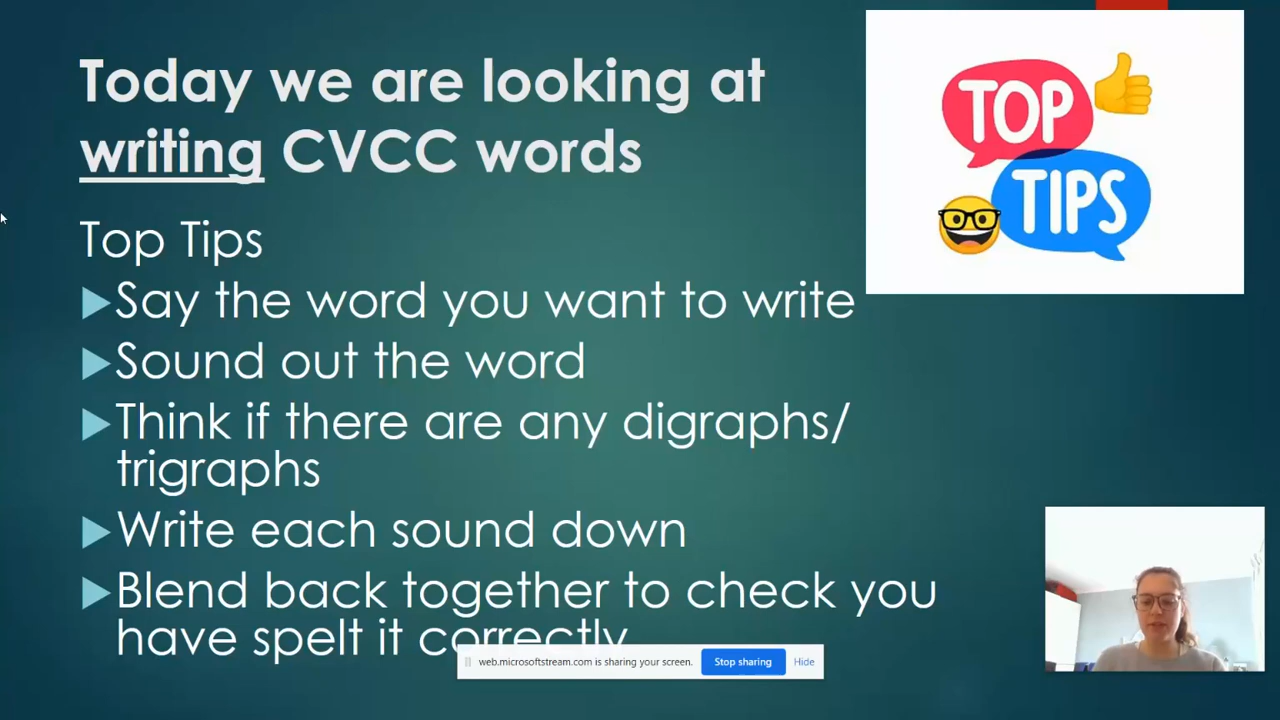 Today we are looking at
writing CVCC words
TOP
TIPS
Top Tips
Say the word you want to write
Sound out the word
Think if there are any digraphs/
trigraphs
Write each sound down
Blend back together to check you
have spelt it correctly
web.microsoftstream.com is sharing your screen. Stop sharing Hide